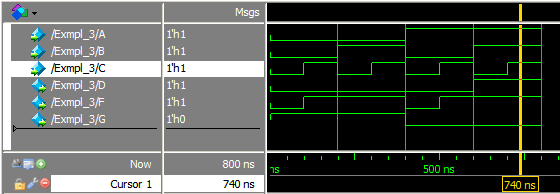 Msgs
/Exmpl_3/A 1'h1
/Exmpl_3/B 1'h1
/Exmpl_3/C 1'h1
/Exmpl_3/D 1'h1
/Exmpl_3/F 1'h1
/Exmpl_3/G 1'h0
Now 800 ns ns 500 ns
Cursor 1 740 ns 740 ns